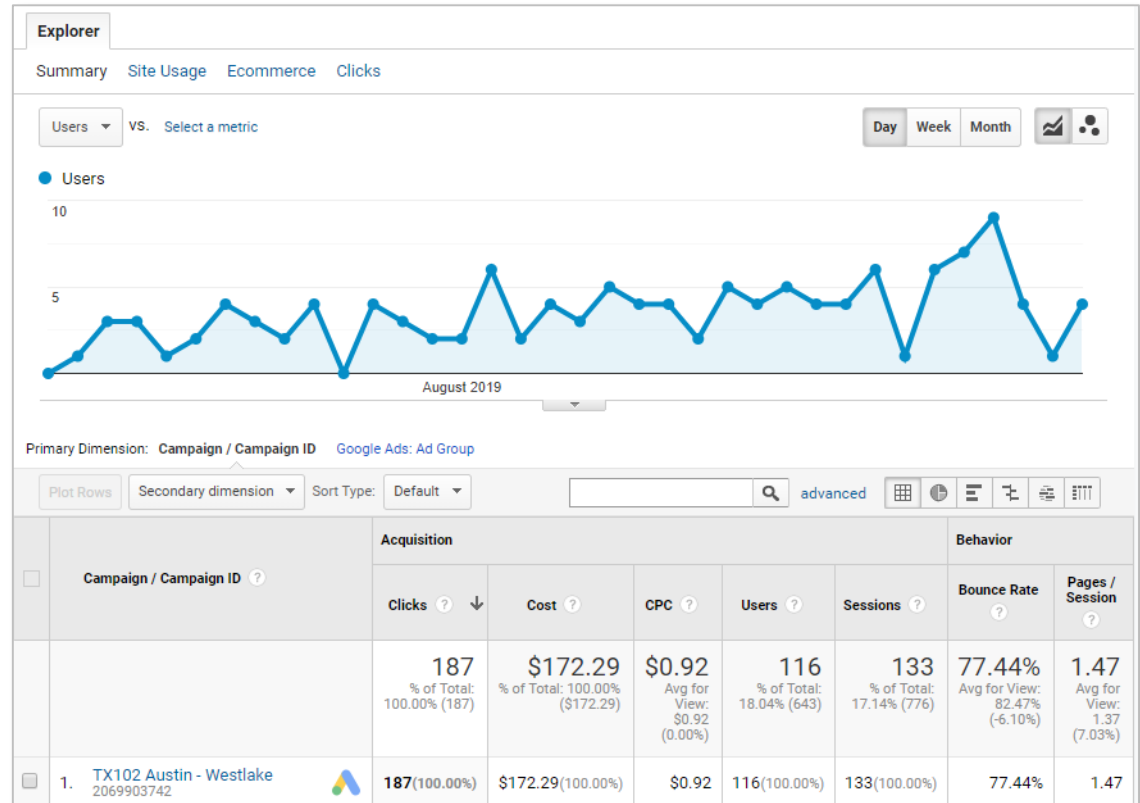 Explorer
Summary Site Usage Ecommerce Clicks
Users VS. Select a metric Day Week Month
Users
10
5
August 2019
Primary Dimension: Campaign / Campaign ID Google Ads: Ad Group
Plot Rows Secondary dimension Sort Type: Default advanced
Acquisition Behavior
Campaign / Campaign ID ? Clicks ? Cost ? CPC ? Users ? Sessions ? Bounce Rate ? Pages / Session ?
187 $172.29 $0.92 116 133 77.44% 1.47
% of Total: 100.00% (187) % of Total: 100.00% ($172.29) Avg for View: $0.92 (0.00%) % of Total: 18.04% (643) % of Total: 17.14% (776) Avg for View: 82.47% (-6.10%) Avg for View: 1.37 (7.03%)
1. TX102 Austin - Westlake 187(100.00%) $172.29(100.00%) $0.92 116(100.00%) 133(100.00%) 77.44% 1.47
2069903742